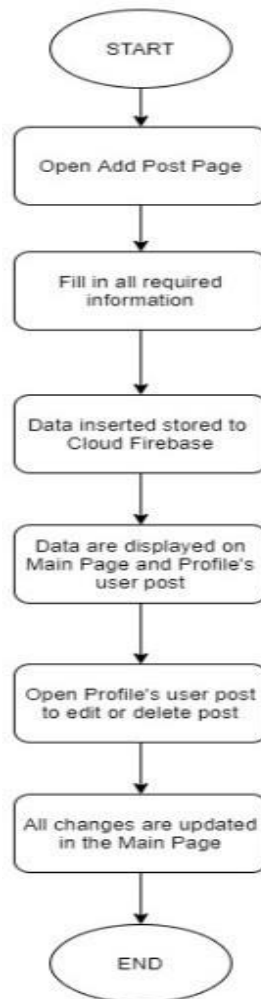 START
Open Add Post Page
Fill in all required
information
Data inserted stored to
Cloud Firebase
Data are displayed on
Main Page and Profile's
user post
Open Profile's user post
to edit or delete post
All changes are updated
in the Main Page
END